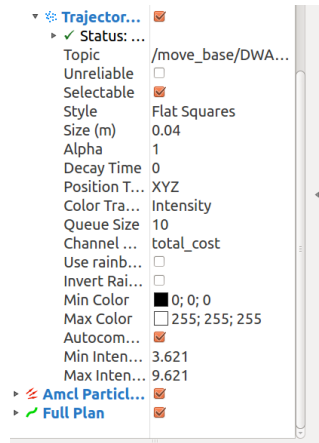 Trajector...
Status: ...
Topic /move_base/DWA...
Unreliable
Selectable
Style Flat Squares
Size (m) 0.04
Alpha 1
Decay Time 0
Position T... XYZ
Color Tra... Intensity
Queue Size 10
Channel ... total_cost
Use rainb...
Invert Rai...
Min Color 0; 0; 0
Max Color 255; 255; 255
Autocom...
Min Inten... 3.621
Max Inten... 9.621
Amcl Particl...
Full Plan